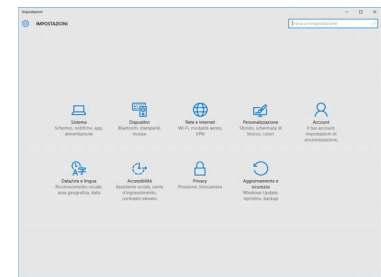 Impostazioni
IMPOSTAZIONI
Trova un'impostazione
Sistema
Schermo, notifiche, app,
alimentazione
Dispositivi
Bluetooth, stampanti,
mouse
Rete e Internet
Wi-Fi, modalità aereo,
VPN
Personalizzazione
Sfondo, schermata di
blocco, colori
Account
Il tuo account,
impostazioni di
sincronizzazione
Data/ora e lingua
Riconoscimento vocale,
area geografica, data
Accessibilità
Assistente vocale, Lente
d'ingrandimento,
contrasto elevato
Privacy
Posizione, fotocamera
Aggiornamento e
sicurezza
Windows Update,
ripristino, backup